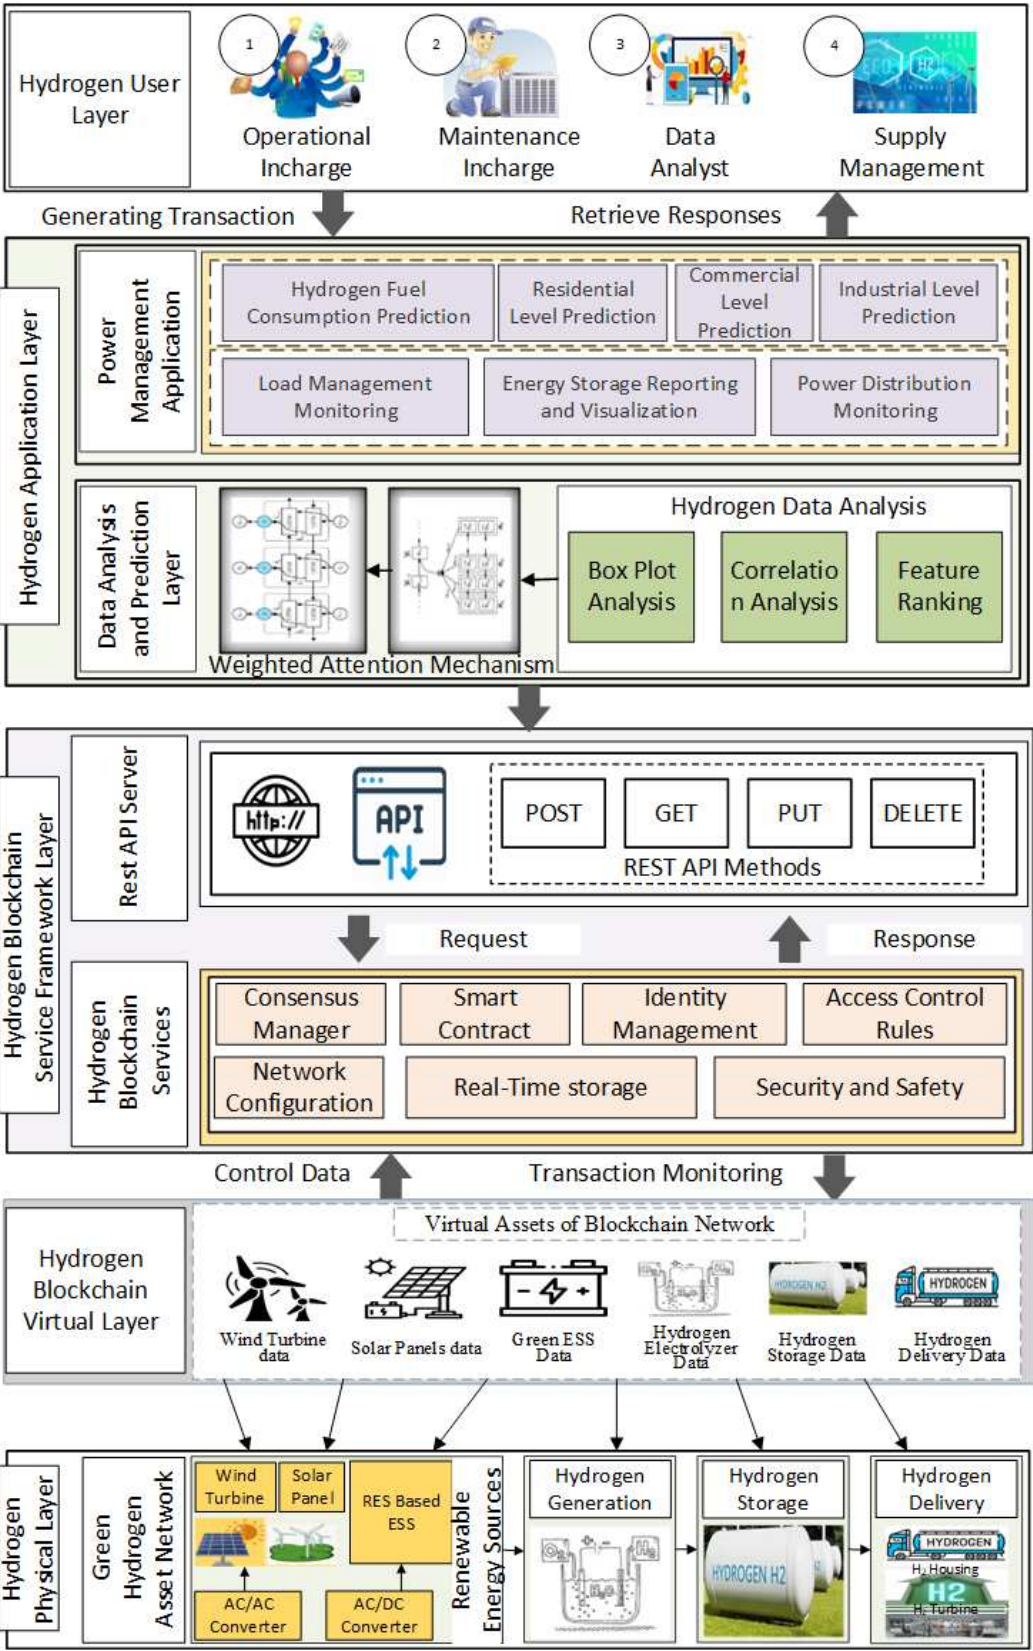 Hydrogen User
Layer
1
2
3
4
Operational
Incharge
Maintenance
Incharge
Data
Analyst
Supply
Management
Generating Transaction
Retrieve Responses
Hydrogen Application Layer
Power
Management
Application
Hydrogen Fuel
Consumption Prediction
Residential
Level Prediction
Commercial
Level
Prediction
Industrial Level
Prediction
Load Management
Monitoring
Energy Storage Reporting
and Visualization
Power Distribution
Monitoring
Data Analysis
and Prediction
Layer
Weighted Attention Mechanism
Hydrogen Data Analysis
Box Plot
Analysis
Correlatio
n Analysis
Feature
Ranking
Hydrogen Blockchain
Service Framework Layer
Rest API Server
http://
API
POST
GET
PUT
DELETE
REST API Methods
Request
Response
Hydrogen
Blockchain
Services
Consensus
Manager
Smart
Contract
Identity
Management
Access Control
Rules
Network
Configuration
Real-Time storage
Security and Safety
Control Data
Transaction Monitoring
Hydrogen
Blockchain
Virtual Layer
Virtual Assets of Blockchain Network
HYDROGEN H2
HYDROGEN
Wind Turbine
data
Solar Panels data
Green ESS
Data
Hydrogen
Electrolyzer
Data
Hydrogen
Storage Data
Hydrogen
Delivery Data
Hydrogen
Physical Layer
Green
Hydrogen
Asset Network
Wind
Turbine
Solar
Panel
RES Based
ESS
AC/AC
Converter
AC/DC
Converter
Renewable
Energy Sources
Hydrogen
Generation
O2
H2
H2O
Hydrogen
Storage
HYDROGEN H2
Hydrogen
Delivery
HYDROGEN
H2 Housing
H2
H2 Turbine